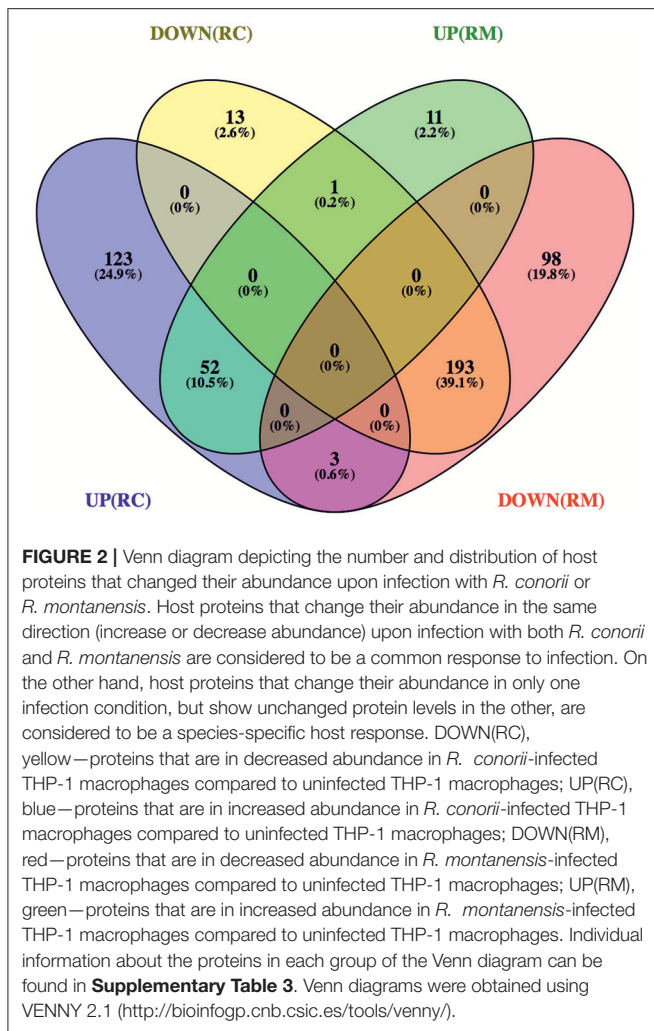 DOWN(RC) UP(RM)
13
(2.6%)
11
(2.2%)
0
(0%)
1
(0.2%)
0
(0%)
123
(24.9%)
0
(0%)
0
(0%)
98
(19.8%)
52
(10.5%)
0
(0%)
193
(39.1%)
0
(0%)
0
(0%)
3
(0.6%)
UP(RC) DOWN(RM)
FIGURE 2 | Venn diagram depicting the number and distribution of host
proteins that changed their abundance upon infection with R. conorii or
R. montanensis. Host proteins that change their abundance in the same
direction (increase or decrease abundance) upon infection with both R. conorii
and R. montanensis are considered to be a common response to infection. On
the other hand, host proteins that change their abundance in only one
infection condition, but show unchanged protein levels in the other, are
considered to be a species-specific host response. DOWN(RC),
yellow—proteins that are in decreased abundance in R. conorii-infected
THP-1 macrophages compared to uninfected THP-1 macrophages; UP(RC),
blue—proteins that are in increased abundance in R. conorii-infected THP-1
macrophages compared to uninfected THP-1 macrophages; DOWN(RM),
red—proteins that are in decreased abundance in R. montanensis-infected
THP-1 macrophages compared to uninfected THP-1 macrophages; UP(RM),
green—proteins that are in increased abundance in R. montanensis-infected
THP-1 macrophages compared to uninfected THP-1 macrophages. Individual
information about the proteins in each group of the Venn diagram can be
found in Supplementary Table 3. Venn diagrams were obtained using
VENNY 2.1 (http://bioinfogp.cnb.csic.es/tools/venny/).